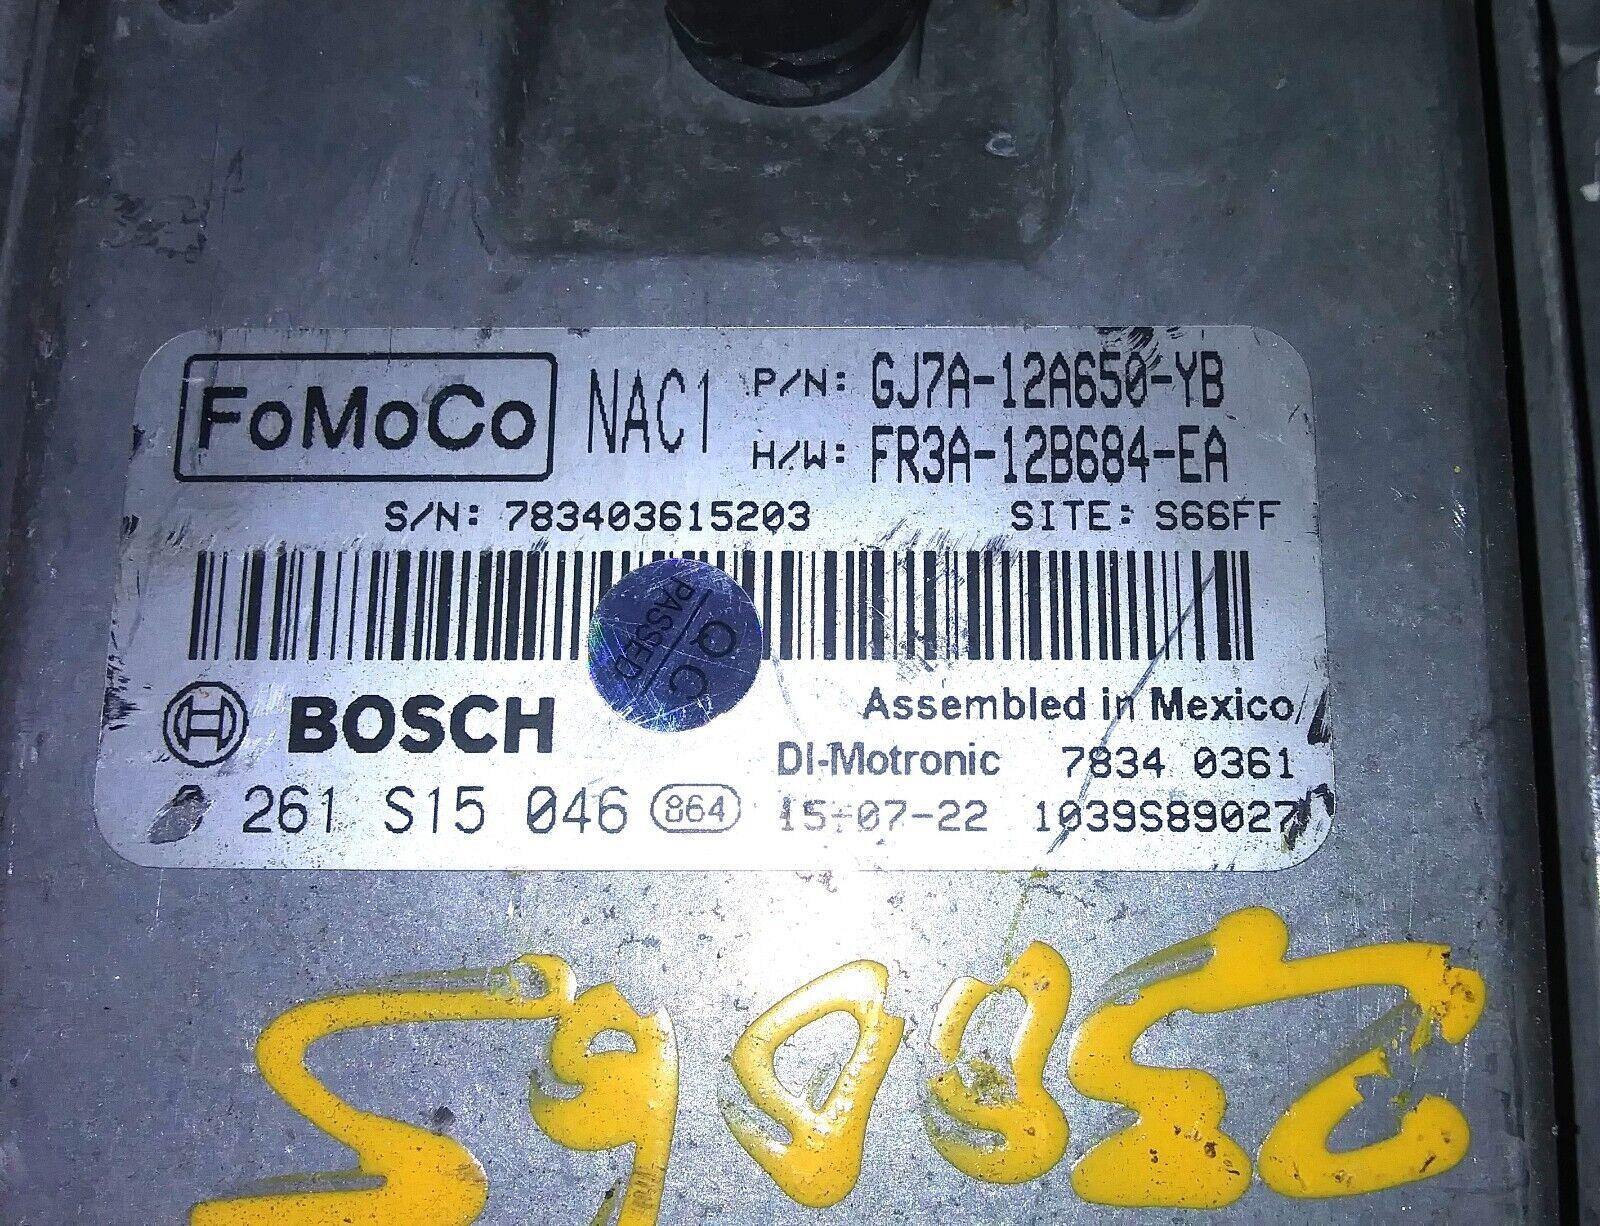 FoMoCo NAC1 P/N: GJ7A-12A650-YB
H/W: FR3A-12B684-EA
S/N: 783403615203 SITE: S66FF
QC
PASSED
BOSCH Assembled in Mexico
DI-Motronic 7834 0361
261 S15 046 864 15-07-22 1039S89027